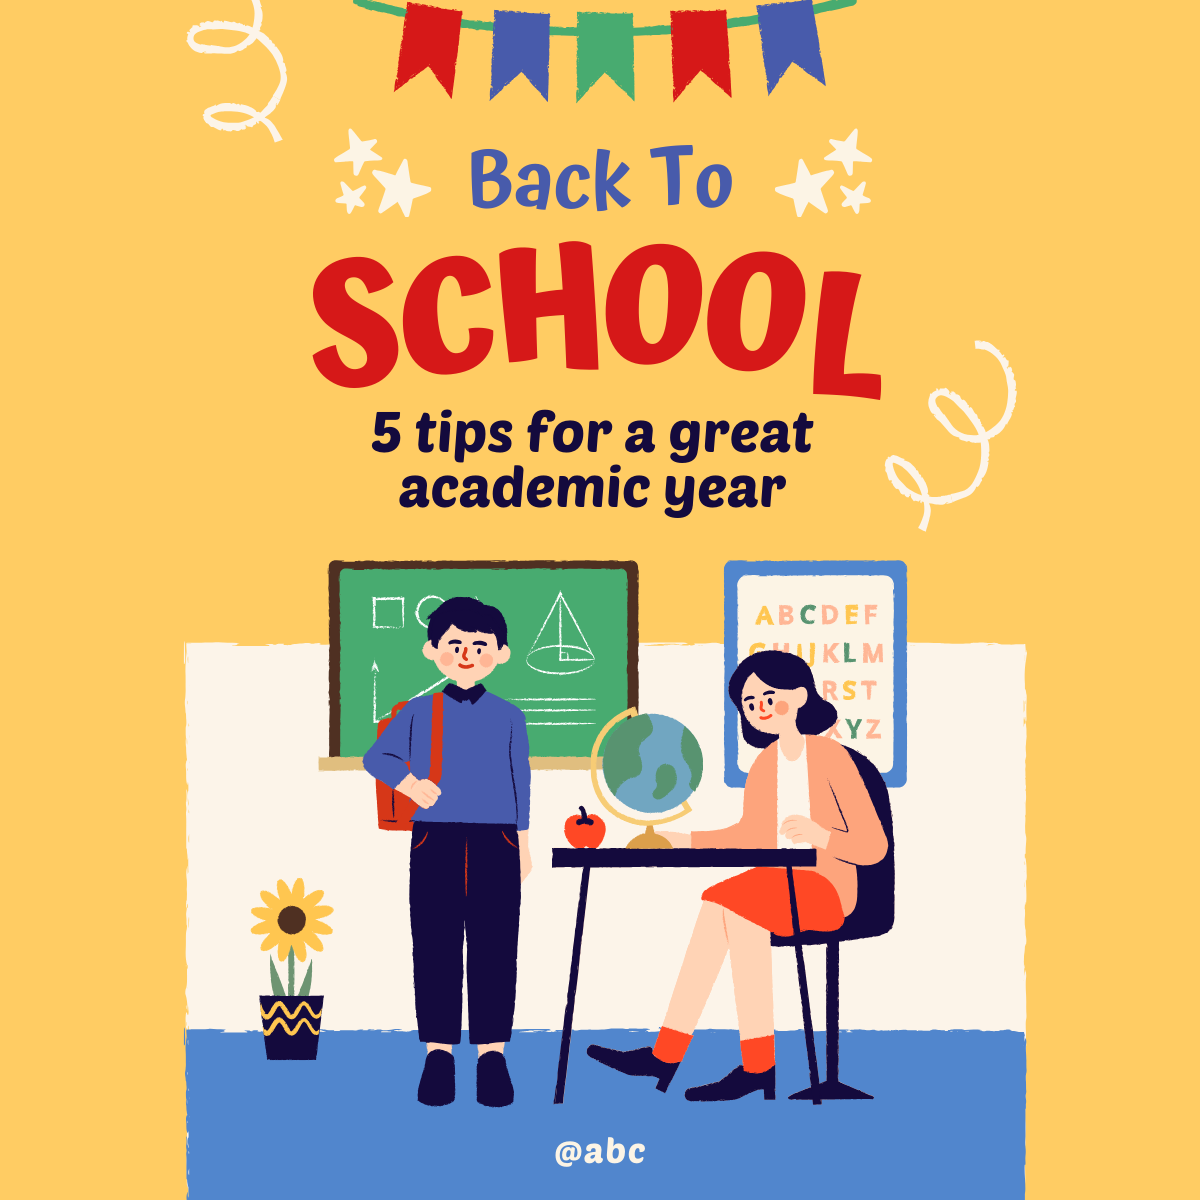 Back To
SCHOOL
5 tips for a great
academic year
ABCDEF
KLM
RST
YZ
@abc